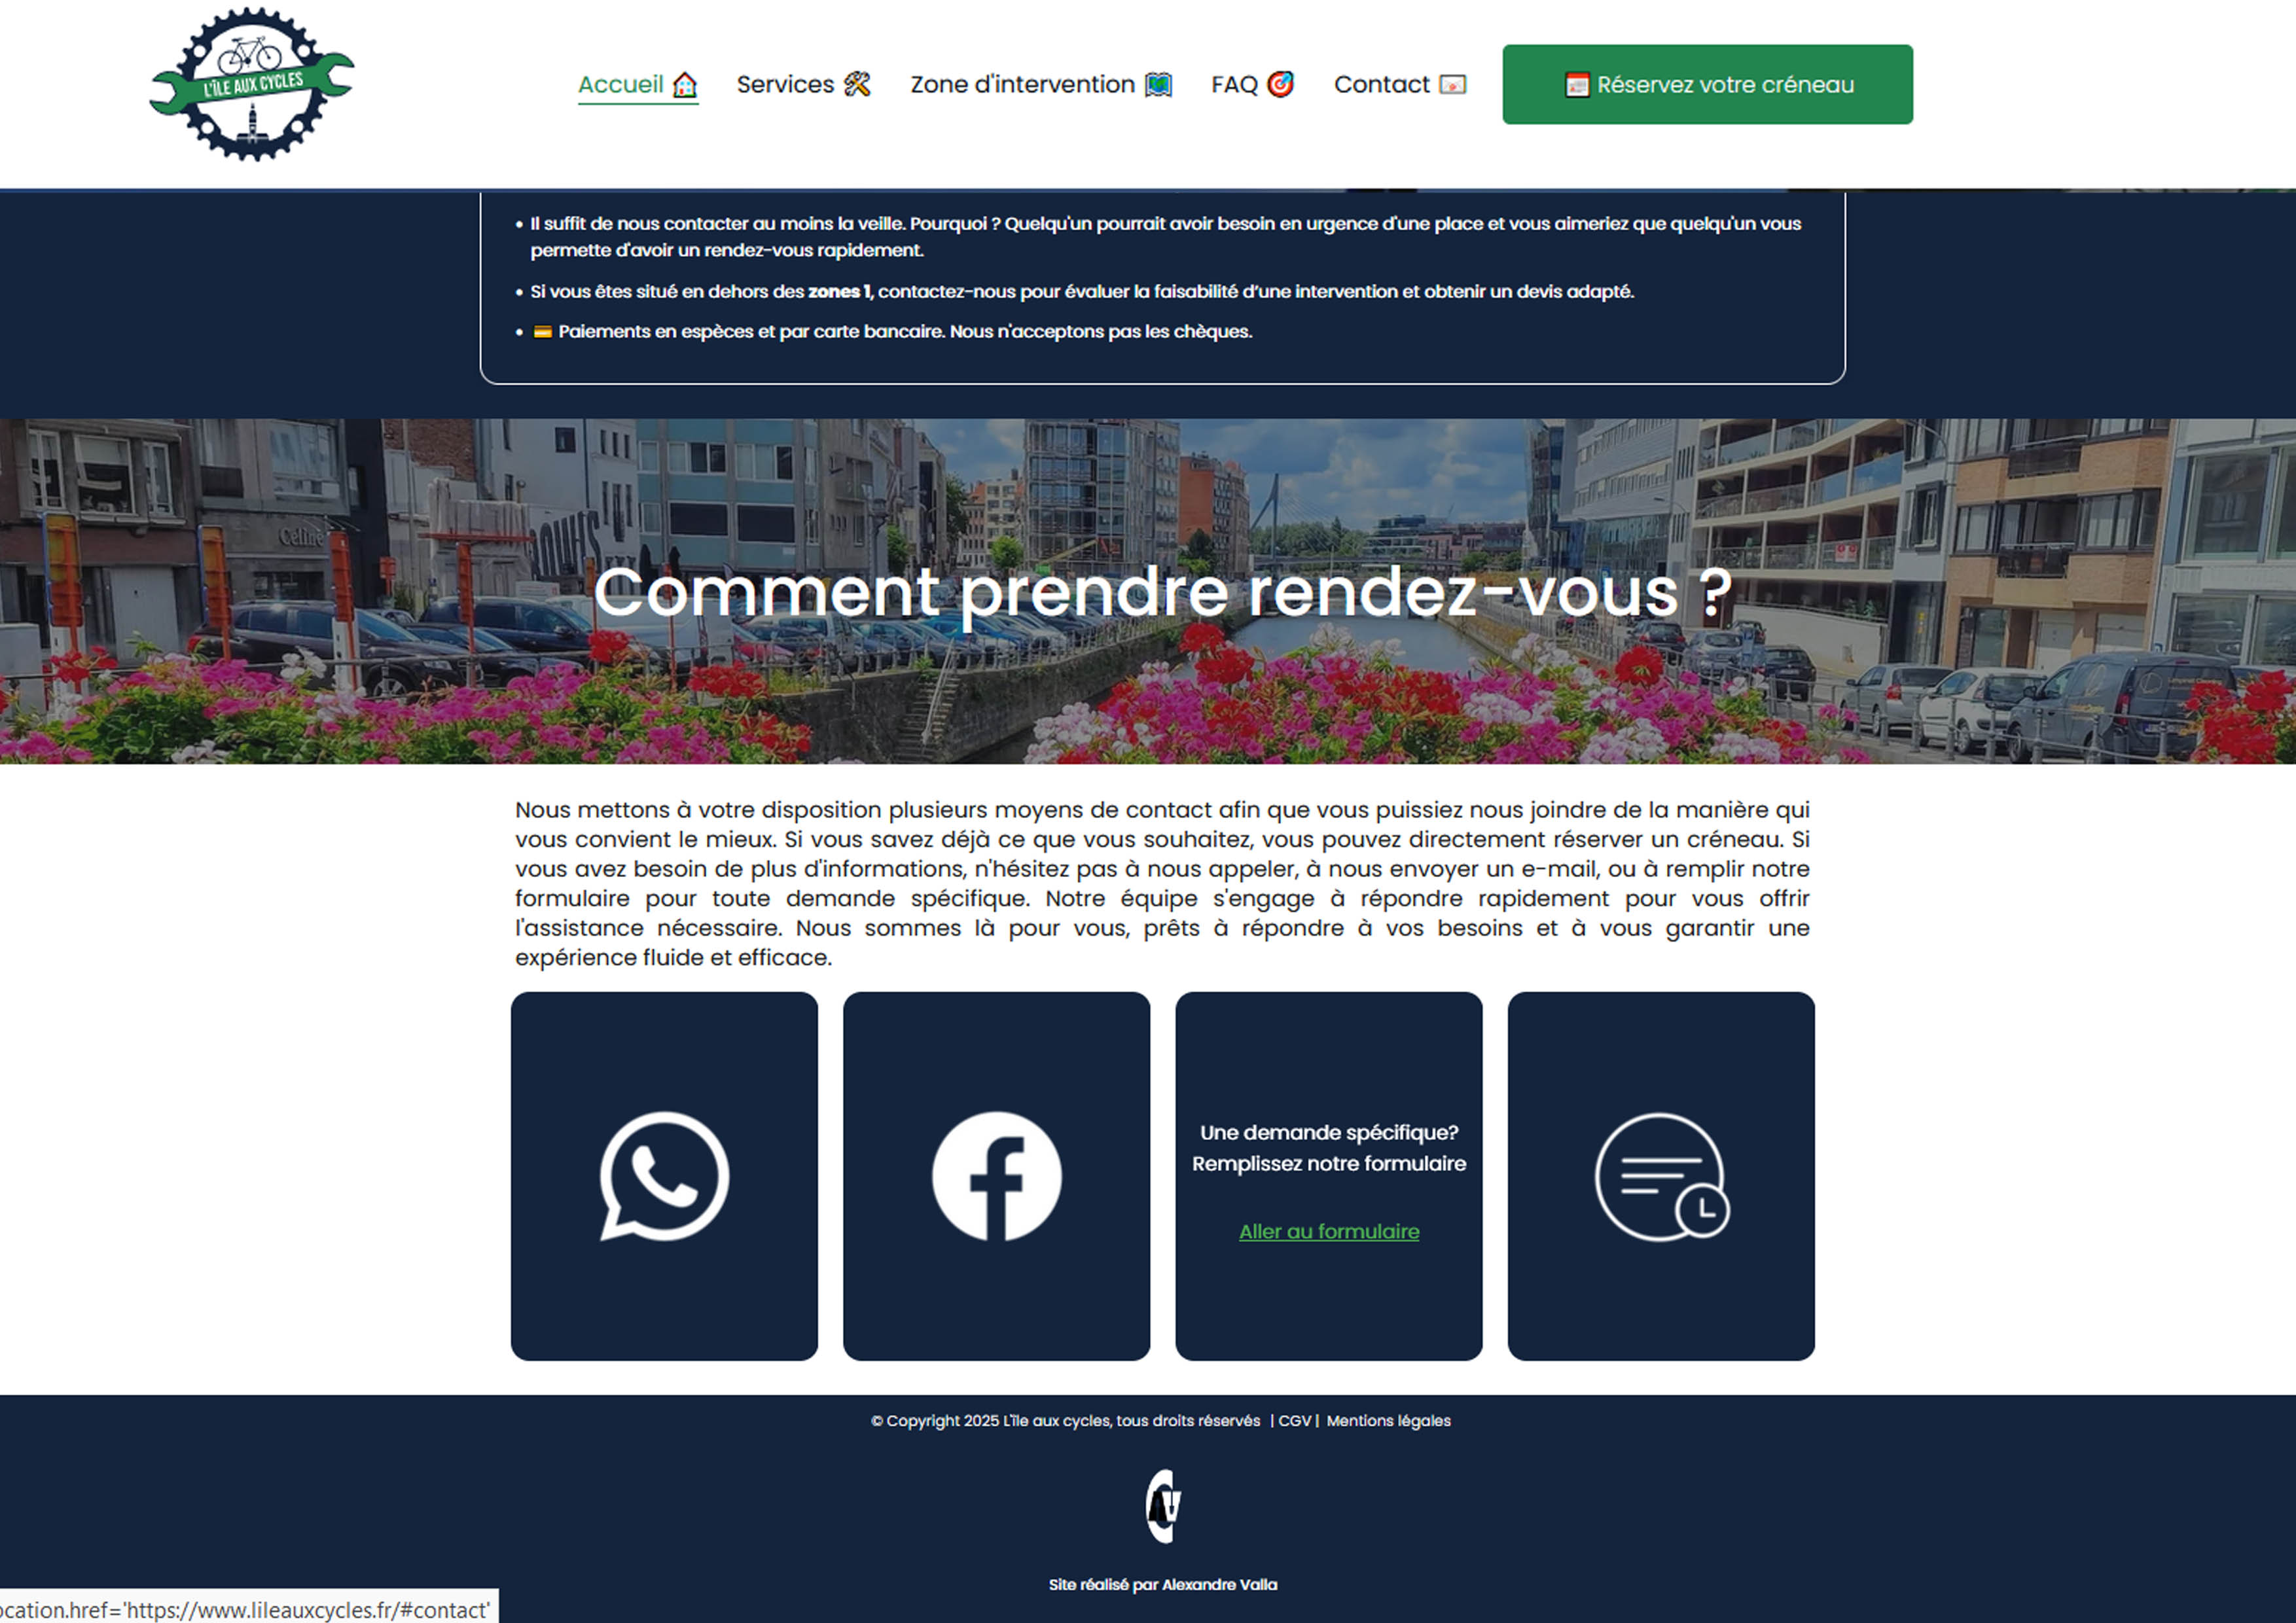 L'ÎLE AUX CYCLES
Accueil 🏠 Services 🛠 Zone d'intervention 🗺 FAQ 🎯 Contact 💌 📅 Réservez votre créneau
• Il suffit de nous contacter au moins la veille. Pourquoi ? Quelqu'un pourrait avoir besoin en urgence d'une place et vous aimeriez que quelqu'un vous
permette d'avoir un rendez-vous rapidement.
• Si vous êtes situé en dehors des zones 1, contactez-nous pour évaluer la faisabilité d’une intervention et obtenir un devis adapté.
• 💳 Paiements en espèces et par carte bancaire. Nous n'acceptons pas les chèques.
Celine
Comment prendre rendez-vous ?
Nous mettons à votre disposition plusieurs moyens de contact afin que vous puissiez nous joindre de la manière qui
vous convient le mieux. Si vous savez déjà ce que vous souhaitez, vous pouvez directement réserver un créneau. Si
vous avez besoin de plus d'informations, n'hésitez pas à nous appeler, à nous envoyer un e-mail, ou à remplir notre
formulaire pour toute demande spécifique. Notre équipe s'engage à répondre rapidement pour vous offrir
l'assistance nécessaire. Nous sommes là pour vous, prêts à répondre à vos besoins et à vous garantir une
expérience fluide et efficace.
Une demande spécifique?
Remplissez notre formulaire
Aller au formulaire
© Copyright 2025 L'île aux cycles, tous droits réservés | CGV | Mentions légales
Site réalisé par Alexandre Valla
ocation.href='https://www.lileauxcycles.fr/#contact'